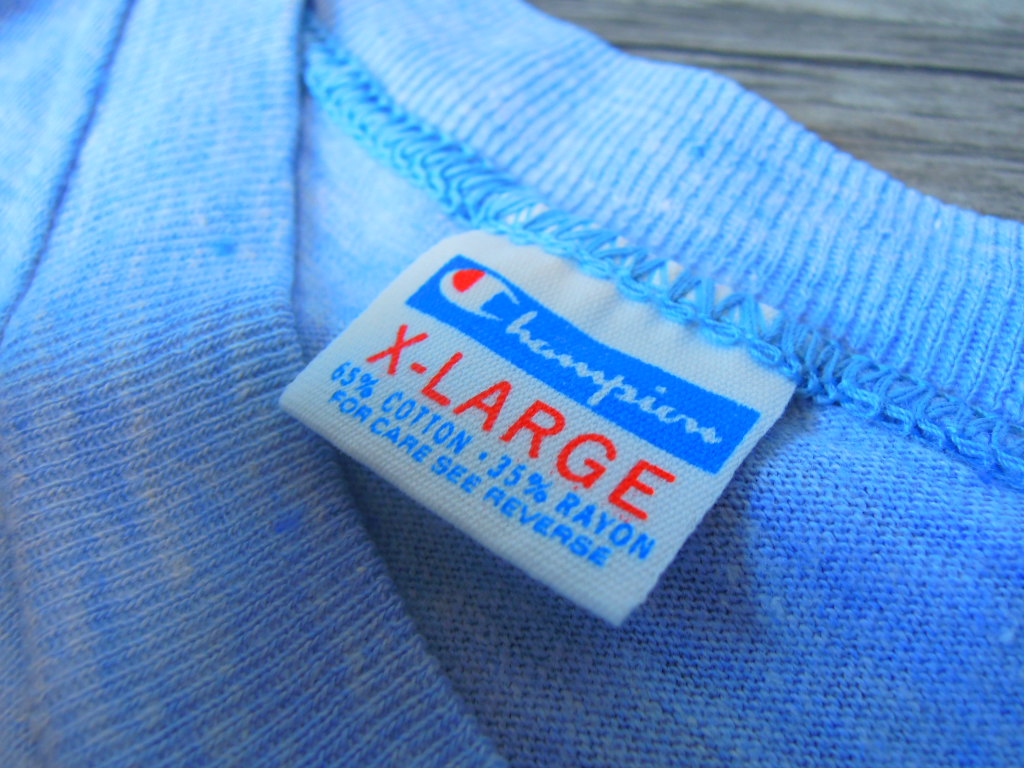 Champion
X-LARGE
65% COTTON • 35% RAYON
FOR CARE SEE REVERSE